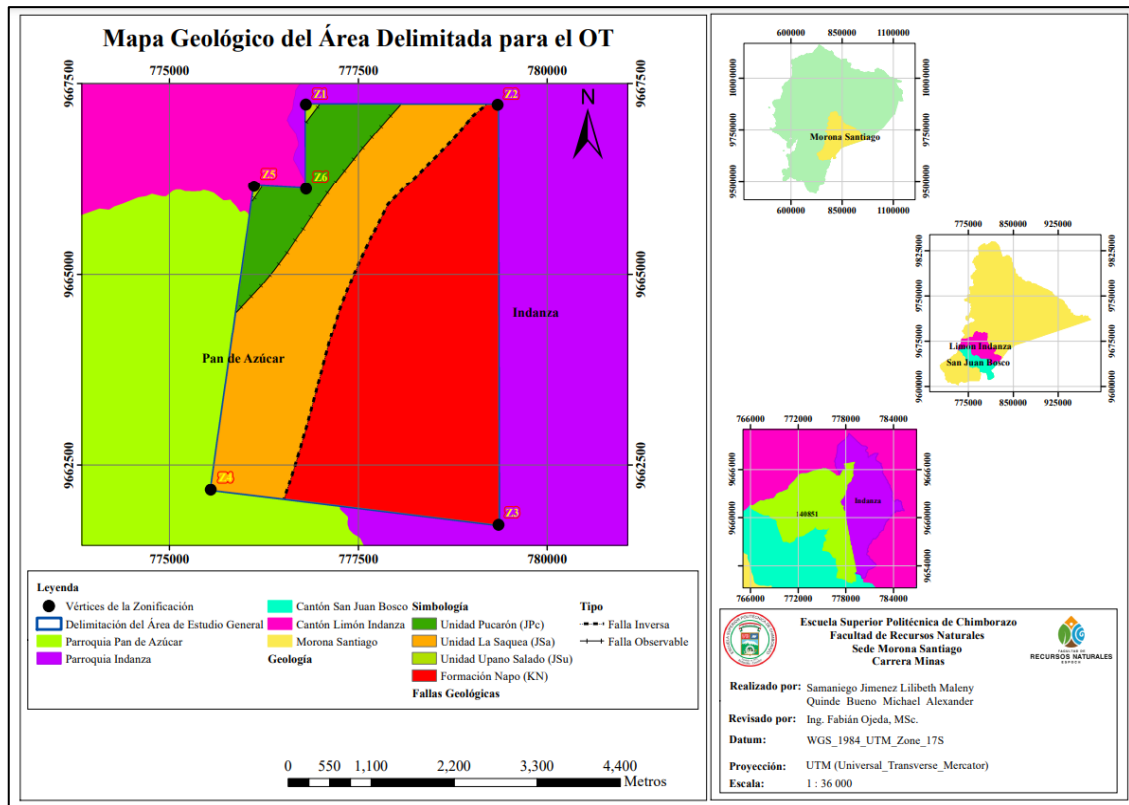 Mapa Geológico del Área Delimitada para el OT
775000 777500 780000
9667500 9667500
Z1 Z2
N
Z5 Z6
9665000 9665000
Indanza
Pan de Azúcar
9662500 9662500
Z4
Z3
775000 777500 780000
Leyenda
Vértices de la Zonificación
Delimitación del Área de Estudio General
Parroquia Pan de Azúcar
Parroquia Indanza
Cantón San Juan Bosco
Cantón Limón Indanza
Morona Santiago
Geología
Simbología
Unidad Pucarón (JPc)
Unidad La Saquea (JSa)
Unidad Upano Salado (JSu)
Formación Napo (KN)
Fallas Geológicas
Tipo
Falla Inversa
Falla Observable
0 550 1,100 2,200 3,300 4,400
Metros
600000 850000 1100000
10000000 10000000
Morona Santiago
9750000 9750000
9500000 9500000
600000 850000 1100000
775000 850000 925000
9825000 9825000
9750000 9750000
9675000 9675000
Limón Indanza
San Juan Bosco
9600000 9600000
775000 850000 925000
766000 772000 778000 784000
9666000 9666000
Indanza
140851
9660000 9660000
9654000
766000 772000 778000 784000
Escuela Superior Politécnica de Chimborazo
Facultad de Recursos Naturales
Sede Morona Santiago
Carrera Minas
FACULTAD DE
RECURSOS NATURALES
ESPOCH
Realizado por: Samaniego Jimenez Lilibeth Maleny
Quinde Bueno Michael Alexander
Revisado por: Ing. Fabián Ojeda, MSc.
Datum: WGS_1984_UTM_Zone_17S
Proyección: UTM (Universal_Transverse_Mercator)
Escala: 1 : 36 000